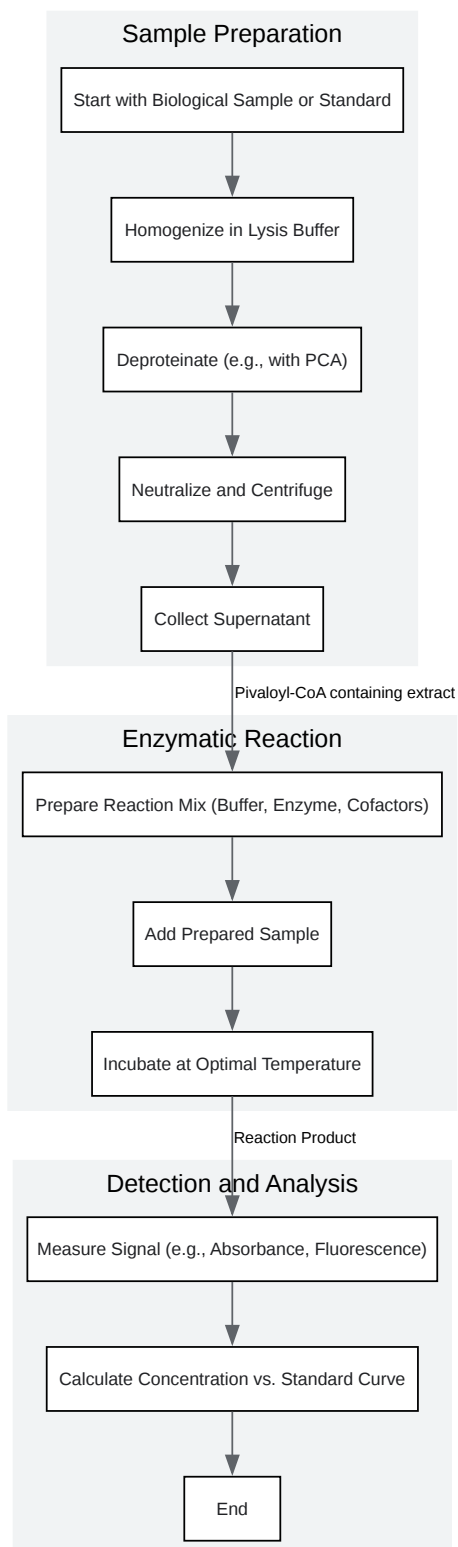 Sample Preparation
Start with Biological Sample or Standard
Homogenize in Lysis Buffer
Deproteinate (e.g., with PCA)
Neutralize and Centrifuge
Collect Supernatant
Pivaloyl-CoA containing extract
Enzymatic Reaction
Prepare Reaction Mix (Buffer, Enzyme, Cofactors)
Add Prepared Sample
Incubate at Optimal Temperature
Reaction Product
Detection and Analysis
Measure Signal (e.g., Absorbance, Fluorescence)
Calculate Concentration vs. Standard Curve
End